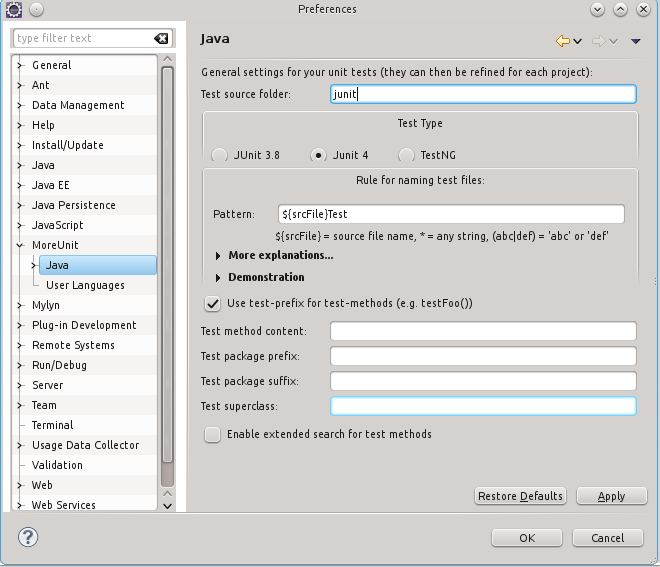 Preferences
type filter text
General
Ant
Data Management
Help
Install/Update
Java
Java EE
Java Persistence
JavaScript
MoreUnit
Java
User Languages
Mylyn
Plug-in Development
Remote Systems
Run/Debug
Server
Team
Terminal
Usage Data Collector
Validation
Web
Web Services
Java
General settings for your unit tests (they can then be refined for each project):
Test source folder: junit
Test Type
JUnit 3.8 Junit 4 TestNG
Rule for naming test files:
Pattern: ${srcFile}Test
${srcFile} = source file name, * = any string, (abc|def) = 'abc' or 'def'
More explanations...
Demonstration
Use test-prefix for test-methods (e.g. testFoo())
Test method content:
Test package prefix:
Test package suffix:
Test superclass:
Enable extended search for test methods
Restore Defaults Apply
? OK Cancel